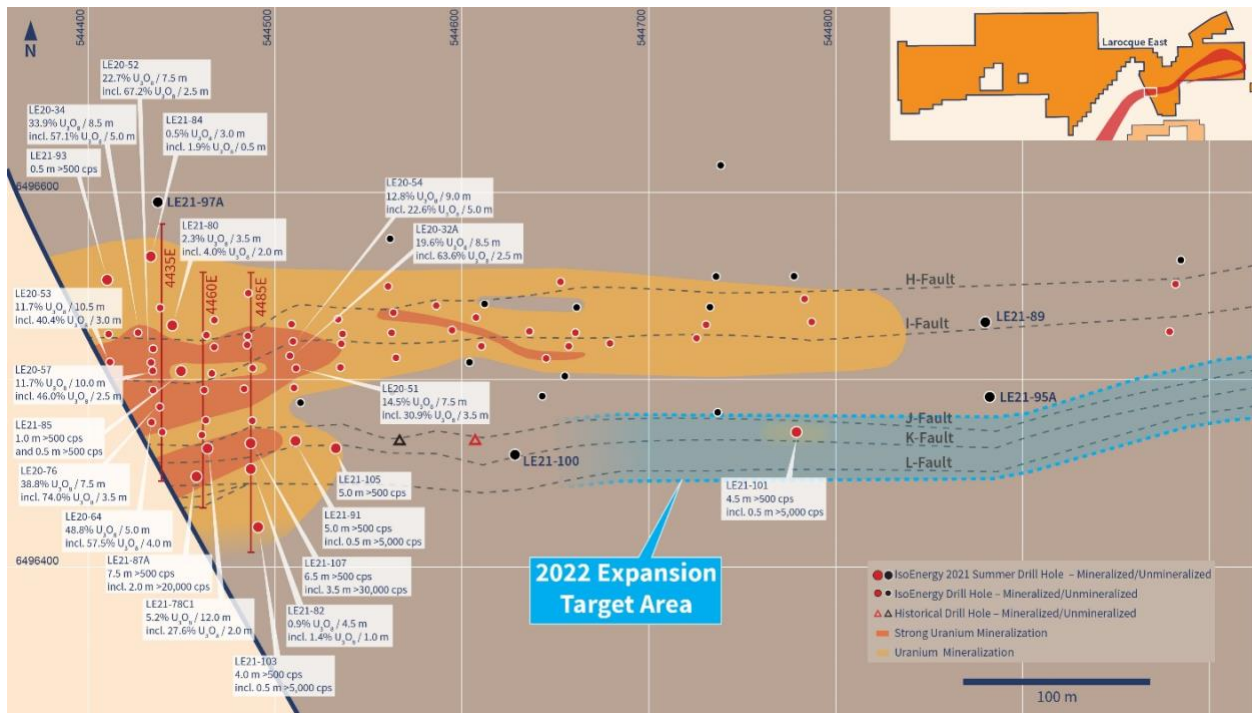 544400
544500
544600
544700
544800
N
Larocque East
LE20-52
22.7% U₃O₈ / 7.5 m
incl. 67.2% U₃O₈ / 2.5 m
LE20-34
33.9% U₃O₈ / 8.5 m
incl. 57.1% U₃O₈ / 5.0 m
LE21-84
0.5% U₃O₈ / 3.0 m
incl. 1.9% U₃O₈ / 0.5 m
LE21-93
0.5 m >500 cps
6496600
LE21-97A
LE20-54
12.8% U₃O₈ / 9.0 m
incl. 22.6% U₃O₈ / 5.0 m
LE21-80
2.3% U₃O₈ / 3.5 m
incl. 4.0% U₃O₈ / 2.0 m
LE20-32A
19.6% U₃O₈ / 8.5 m
incl. 63.6% U₃O₈ / 2.5 m
4435E
4460E
4485E
H-Fault
LE20-53
11.7% U₃O₈ / 10.5 m
incl. 40.4% U₃O₈ / 3.0 m
I-Fault
LE21-89
LE20-57
11.7% U₃O₈ / 10.0 m
incl. 46.0% U₃O₈ / 2.5 m
LE20-51
14.5% U₃O₈ / 7.5 m
incl. 30.9% U₃O₈ / 3.5 m
LE21-95A
J-Fault
K-Fault
L-Fault
LE21-85
1.0 m >500 cps
and 0.5 m >500 cps
LE21-100
LE20-76
38.8% U₃O₈ / 7.5 m
incl. 74.0% U₃O₈ / 3.5 m
LE21-105
5.0 m >500 cps
LE21-101
4.5 m >500 cps
incl. 0.5 m >5,000 cps
LE20-64
48.8% U₃O₈ / 5.0 m
incl. 57.5% U₃O₈ / 4.0 m
LE21-91
5.0 m >500 cps
incl. 0.5 m >5,000 cps
6496400
LE21-87A
7.5 m >500 cps
incl. 2.0 m >20,000 cps
LE21-107
6.5 m >500 cps
incl. 3.5 m >30,000 cps
2022 Expansion
Target Area
LE21-78C1
5.2% U₃O₈ / 12.0 m
incl. 27.6% U₃O₈ / 2.0 m
LE21-82
0.9% U₃O₈ / 4.5 m
incl. 1.4% U₃O₈ / 1.0 m
LE21-103
4.0 m >500 cps
incl. 0.5 m >5,000 cps
IsoEnergy 2021 Summer Drill Hole – Mineralized/Unmineralized
IsoEnergy Drill Hole – Mineralized/Unmineralized
Historical Drill Hole – Mineralized/Unmineralized
Strong Uranium Mineralization
Uranium Mineralization
100 m